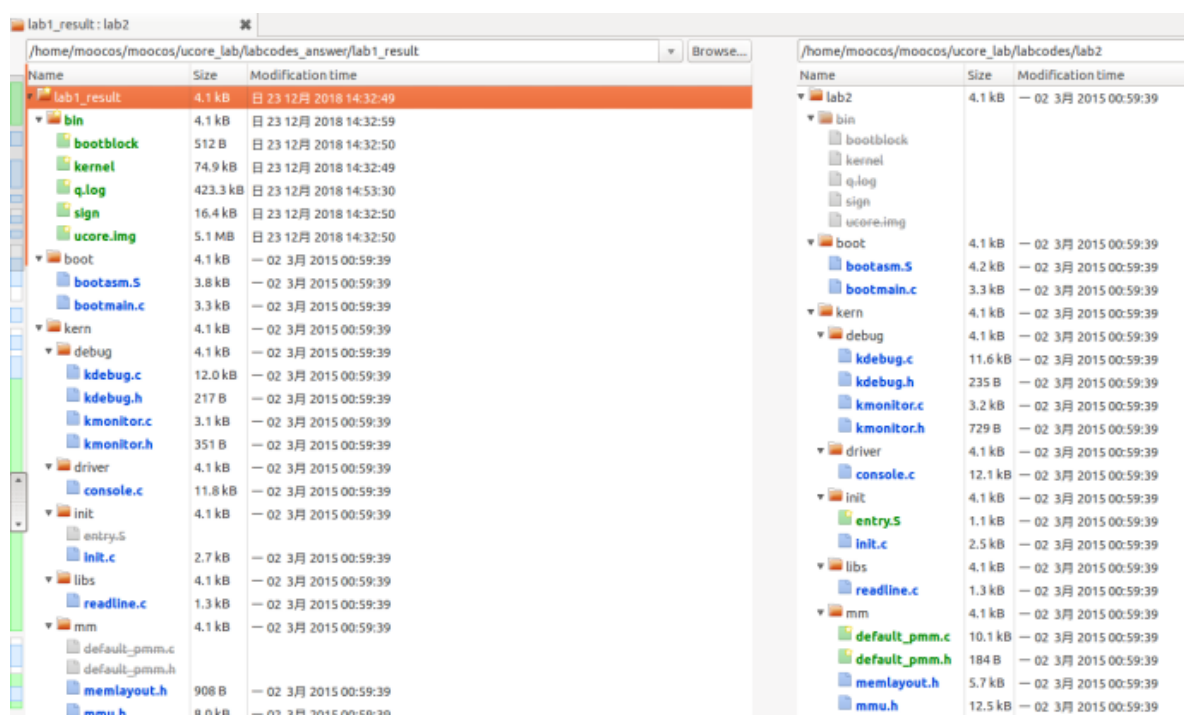 lab1_result : lab2
/home/moocos/moocos/ucore_lab/labcodes_answer/lab1_result Browse...
Name Size Modification time
lab1_result 4.1 kB 日 23 12月 2018 14:32:49
bin 4.1 kB 日 23 12月 2018 14:32:59
bootblock 512 B 日 23 12月 2018 14:32:50
kernel 74.9 kB 日 23 12月 2018 14:32:49
q.log 423.3 kB 日 23 12月 2018 14:53:30
sign 16.4 kB 日 23 12月 2018 14:32:50
ucore.img 5.1 MB 日 23 12月 2018 14:32:50
boot 4.1 kB 一 02 3月 2015 00:59:39
bootasm.S 3.8 kB 一 02 3月 2015 00:59:39
bootmain.c 3.3 kB 一 02 3月 2015 00:59:39
kern 4.1 kB 一 02 3月 2015 00:59:39
debug 4.1 kB 一 02 3月 2015 00:59:39
kdebug.c 12.0 kB 一 02 3月 2015 00:59:39
kdebug.h 217 B 一 02 3月 2015 00:59:39
kmonitor.c 3.1 kB 一 02 3月 2015 00:59:39
kmonitor.h 351 B 一 02 3月 2015 00:59:39
driver 4.1 kB 一 02 3月 2015 00:59:39
console.c 11.8 kB 一 02 3月 2015 00:59:39
init 4.1 kB 一 02 3月 2015 00:59:39
entry.S
init.c 2.7 kB 一 02 3月 2015 00:59:39
libs 4.1 kB 一 02 3月 2015 00:59:39
readline.c 1.3 kB 一 02 3月 2015 00:59:39
mm 4.1 kB 一 02 3月 2015 00:59:39
default_pmm.c
default_pmm.h
memlayout.h 908 B 一 02 3月 2015 00:59:39
mmu.h 8.0 kB 一 02 3月 2015 00:59:39
/home/moocos/moocos/ucore_lab/labcodes/lab2
Name Size Modification time
lab2 4.1 kB 一 02 3月 2015 00:59:39
bin
bootblock
kernel
q.log
sign
ucore.img
boot 4.1 kB 一 02 3月 2015 00:59:39
bootasm.S 4.2 kB 一 02 3月 2015 00:59:39
bootmain.c 3.3 kB 一 02 3月 2015 00:59:39
kern 4.1 kB 一 02 3月 2015 00:59:39
debug 4.1 kB 一 02 3月 2015 00:59:39
kdebug.c 11.6 kB 一 02 3月 2015 00:59:39
kdebug.h 235 B 一 02 3月 2015 00:59:39
kmonitor.c 3.2 kB 一 02 3月 2015 00:59:39
kmonitor.h 729 B 一 02 3月 2015 00:59:39
driver 4.1 kB 一 02 3月 2015 00:59:39
console.c 12.1 kB 一 02 3月 2015 00:59:39
init 4.1 kB 一 02 3月 2015 00:59:39
entry.S 1.1 kB 一 02 3月 2015 00:59:39
init.c 2.5 kB 一 02 3月 2015 00:59:39
libs 4.1 kB 一 02 3月 2015 00:59:39
readline.c 1.3 kB 一 02 3月 2015 00:59:39
mm 4.1 kB 一 02 3月 2015 00:59:39
default_pmm.c 10.1 kB 一 02 3月 2015 00:59:39
default_pmm.h 184 B 一 02 3月 2015 00:59:39
memlayout.h 5.7 kB 一 02 3月 2015 00:59:39
mmu.h 12.5 kB 一 02 3月 2015 00:59:39